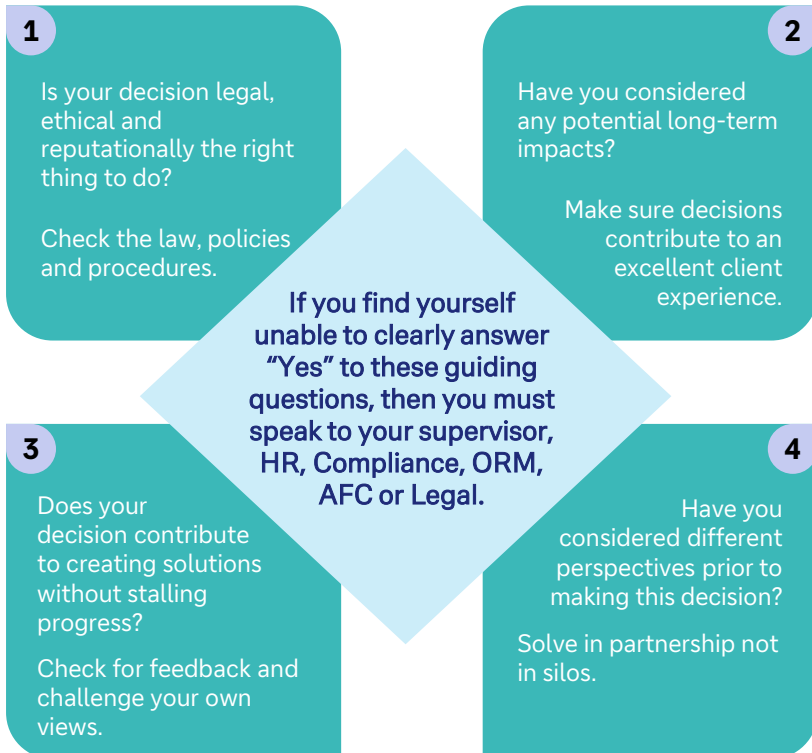 1
Is your decision legal,
ethical and
reputationally the right
thing to do?
Check the law, policies
and procedures.
2
Have you considered
any potential long-term
impacts?
Make sure decisions
contribute to an
excellent client
experience.
If you find yourself
unable to clearly answer
“Yes” to these guiding
questions, then you must
speak to your supervisor,
HR, Compliance, ORM,
AFC or Legal.
3
Does your
decision contribute
to creating solutions
without stalling
progress?
Check for feedback and
challenge your own
views.
4
Have you
considered different
perspectives prior to
making this decision?
Solve in partnership not
in silos.